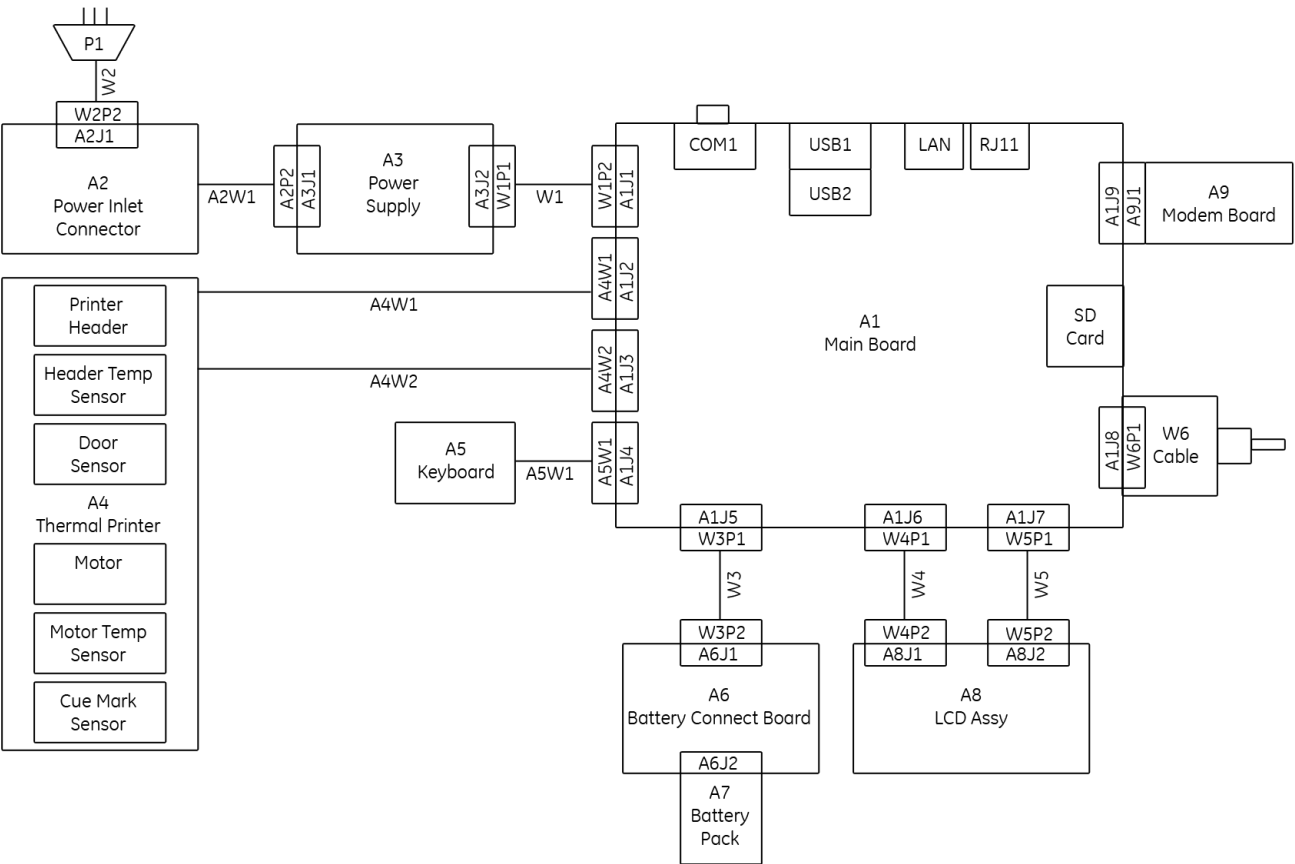 P1
W2
W2P2
A2J1
A2
Power Inlet
Connector
A2W1
A2P2
A3J1
A3
Power
Supply
A3J2
W1P1
W1
W1P2
A1J1
COM1
USB1
USB2
LAN
RJ11
A1J9
A9J1
A9
Modem Board
A4W1
A4W1
A1J2
A4W2
A4W2
A1J3
A1
Main Board
SD
Card
Printer
Header
Header Temp
Sensor
Door
Sensor
A4
Thermal Printer
Motor
Motor Temp
Sensor
Cue Mark
Sensor
A5
Keyboard
A5W1
A5W1
A1J4
A1J8
W6P1
W6
Cable
A1J5
W3P1
W3
W3P2
A6J1
A6
Battery Connect Board
A6J2
A7
Battery
Pack
A1J6
W4P1
W4
W4P2
A8J1
A1J7
W5P1
W5
W5P2
A8J2
A8
LCD Assy